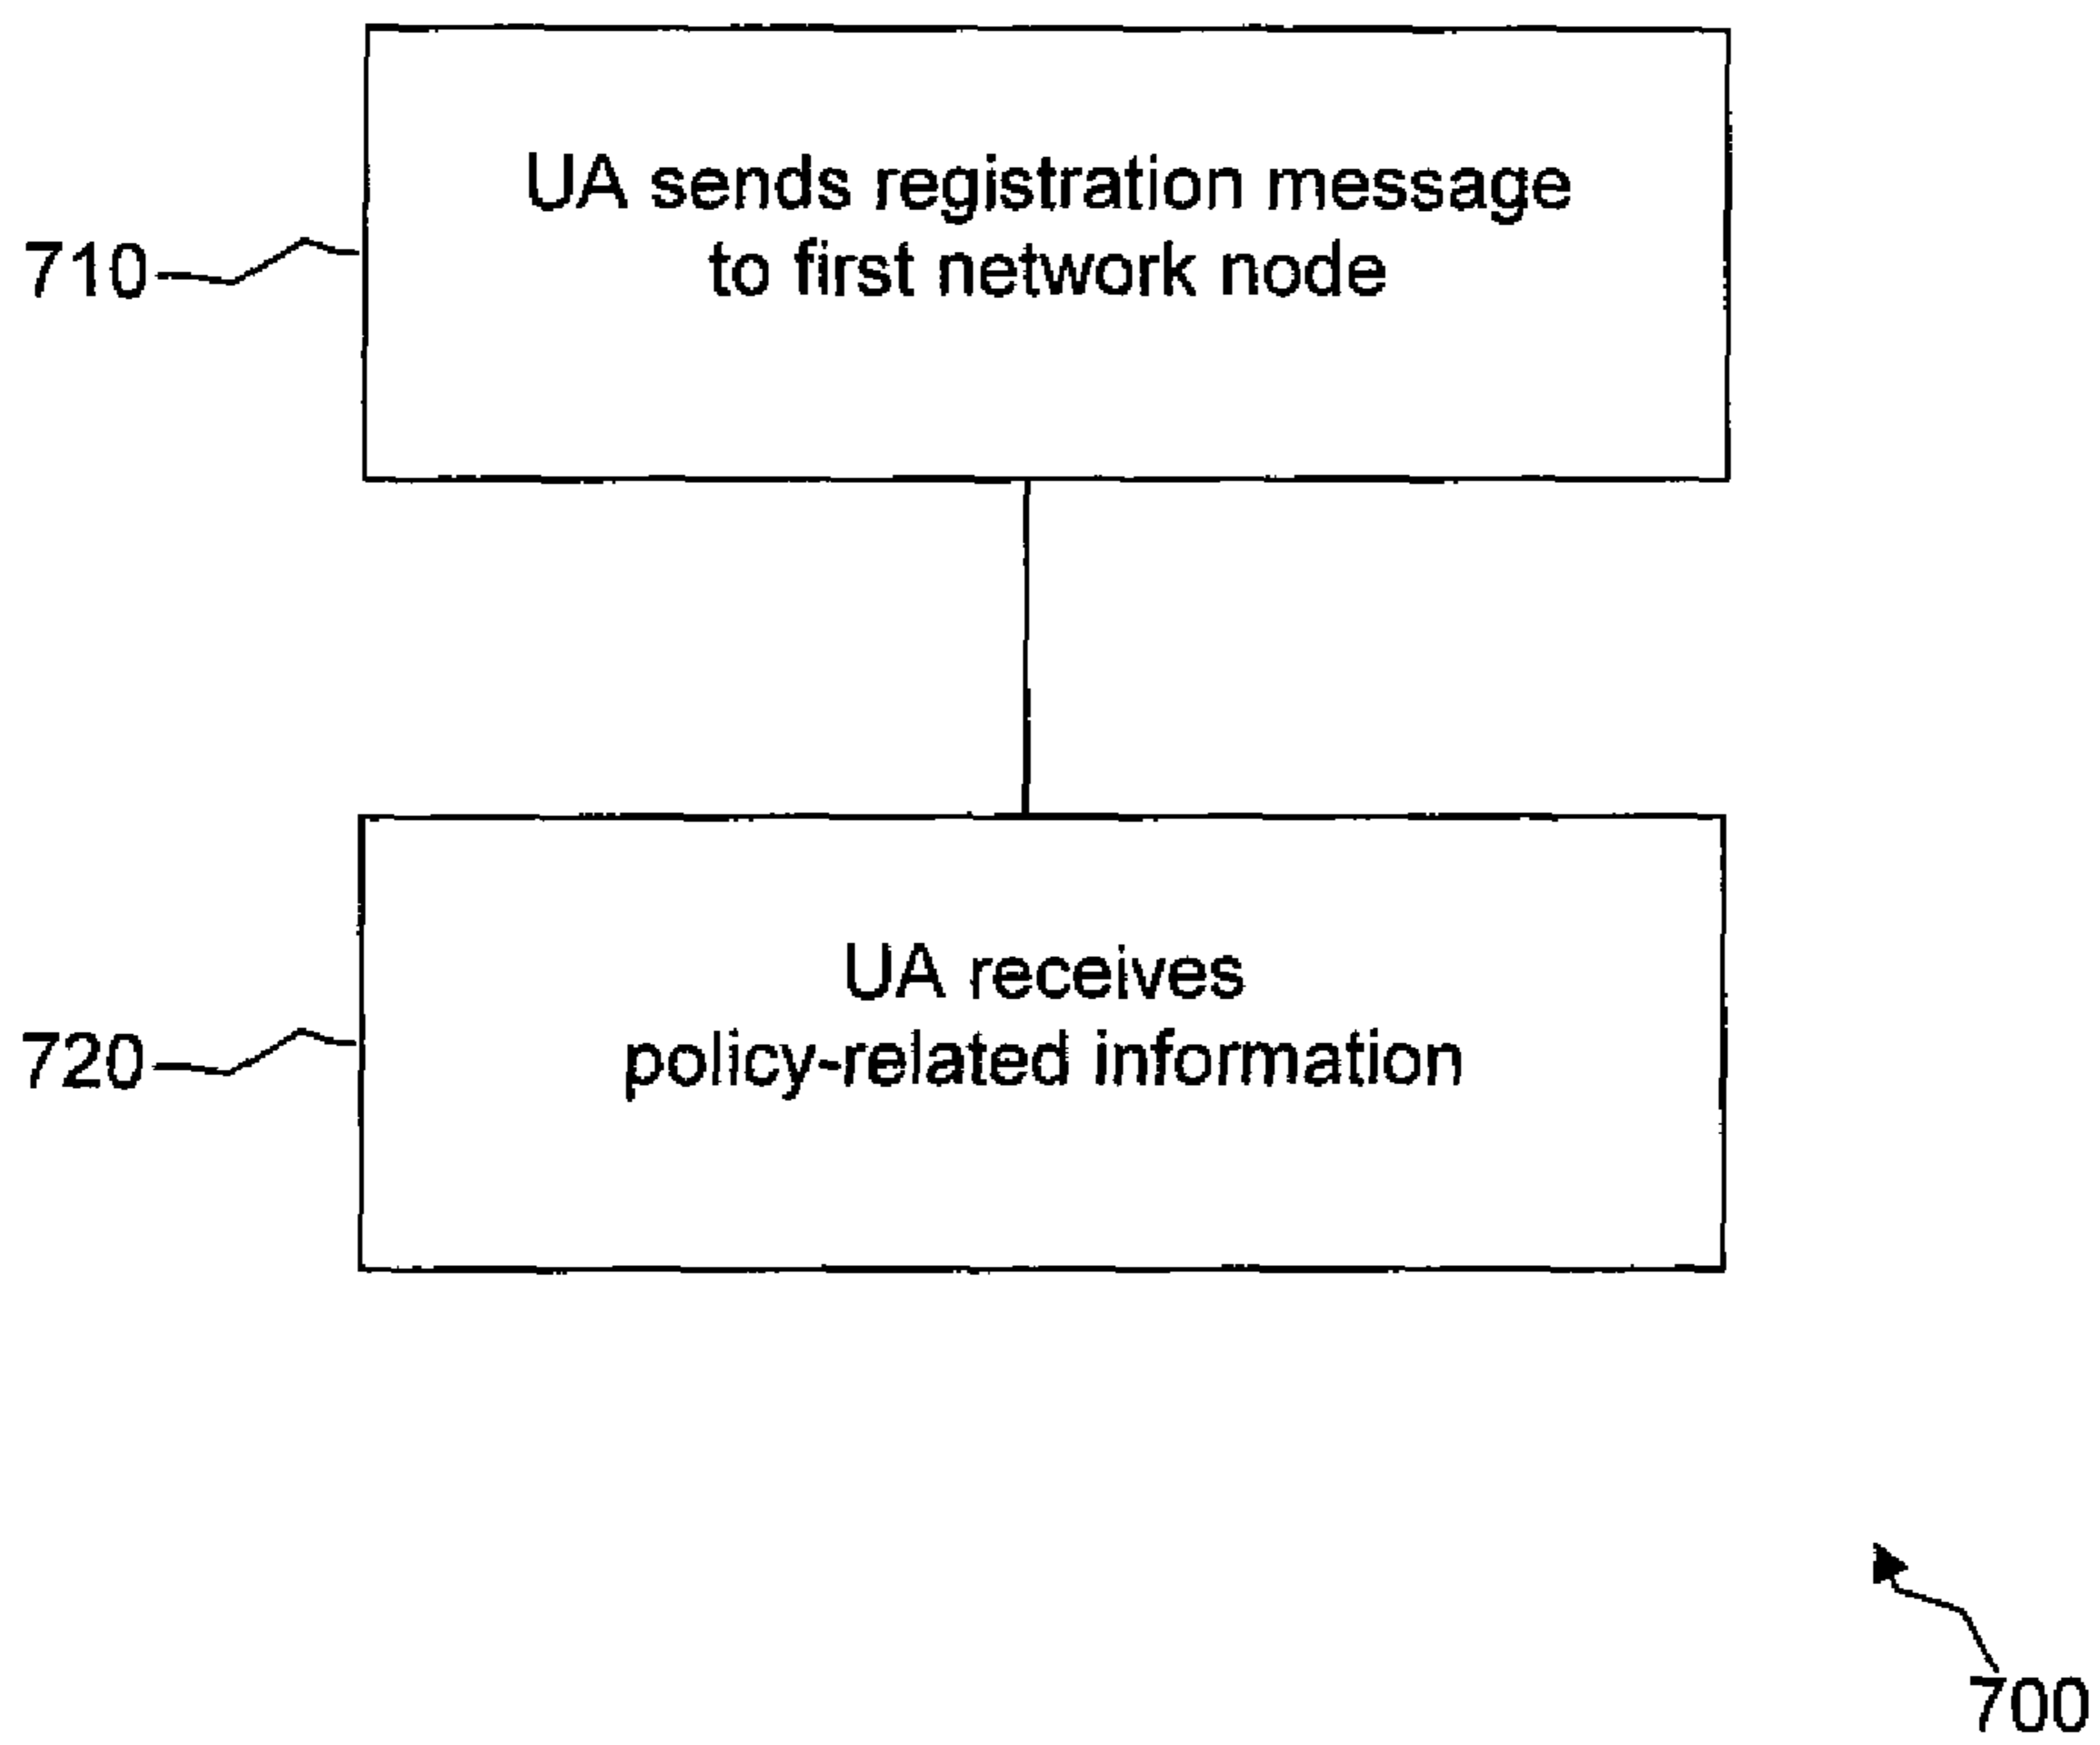 UA sends registration message
to first network node
710
UA receives
policy-related information
720
700